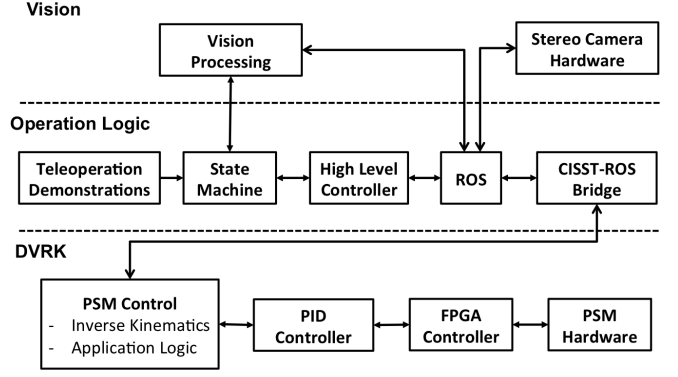 Vision
Vision
Processing
Stereo Camera
Hardware
Operation Logic
Teleoperation
Demonstrations
State
Machine
High Level
Controller
ROS
CISST-ROS
Bridge
DVRK
PSM Control
- Inverse Kinematics
- Application Logic
PID
Controller
FPGA
Controller
PSM
Hardware